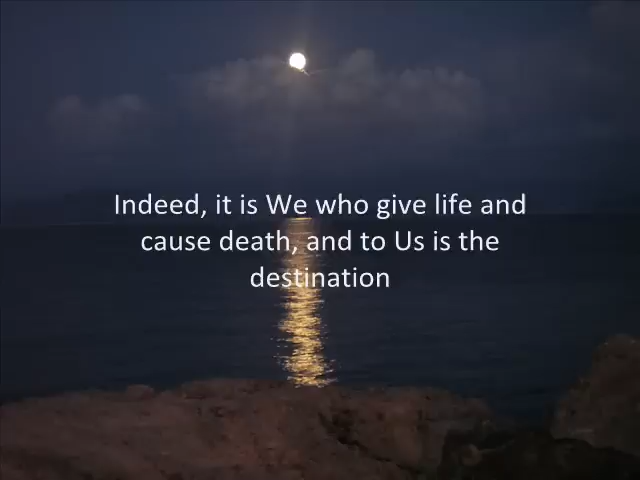 Indeed, it is We who give life and
cause death, and to Us is the
destination